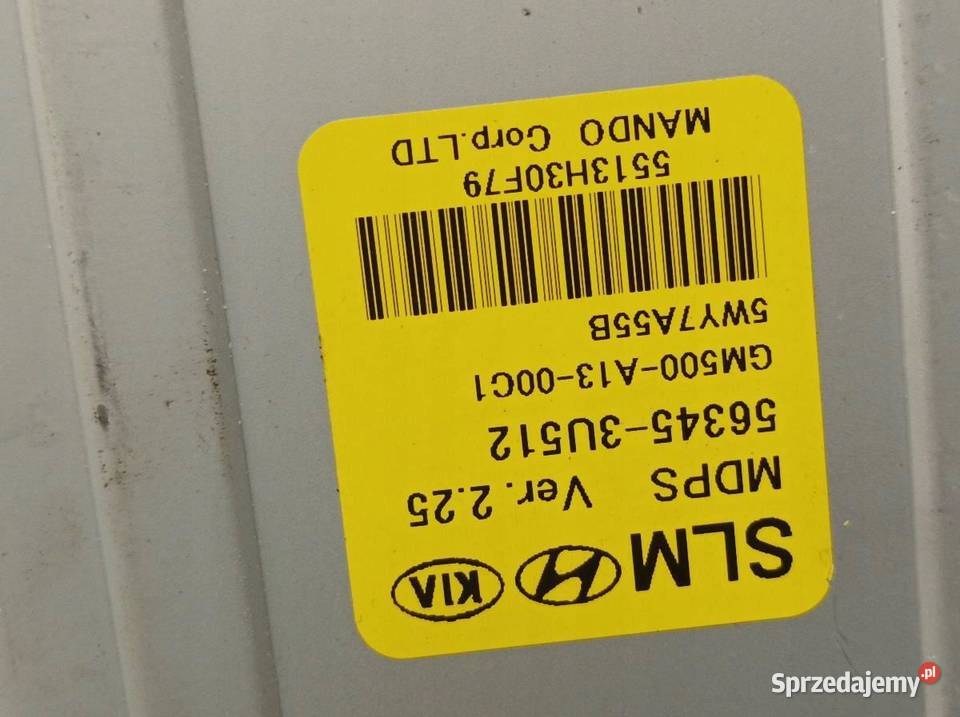 SLM KIA
MDPS Ver. 2.25
56345-3U512
GM500-A13-00C1
5WY7A55B
5513H30F79
MANDO Corp.LTD
Sprzedajemy.pl